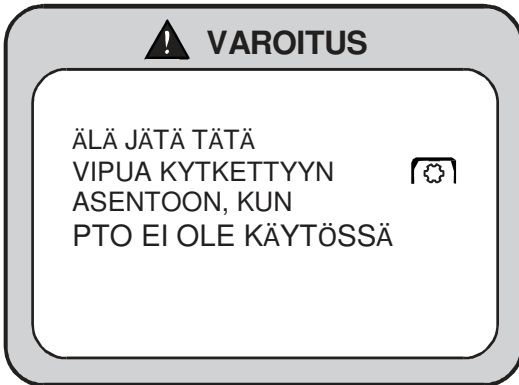 VAROITUS
ÄLÄ JÄTÄ TÄTÄ
VIPUA KYTKETTYYN
ASENTOON, KUN
PTO EI OLE KÄYTÖSSÄ